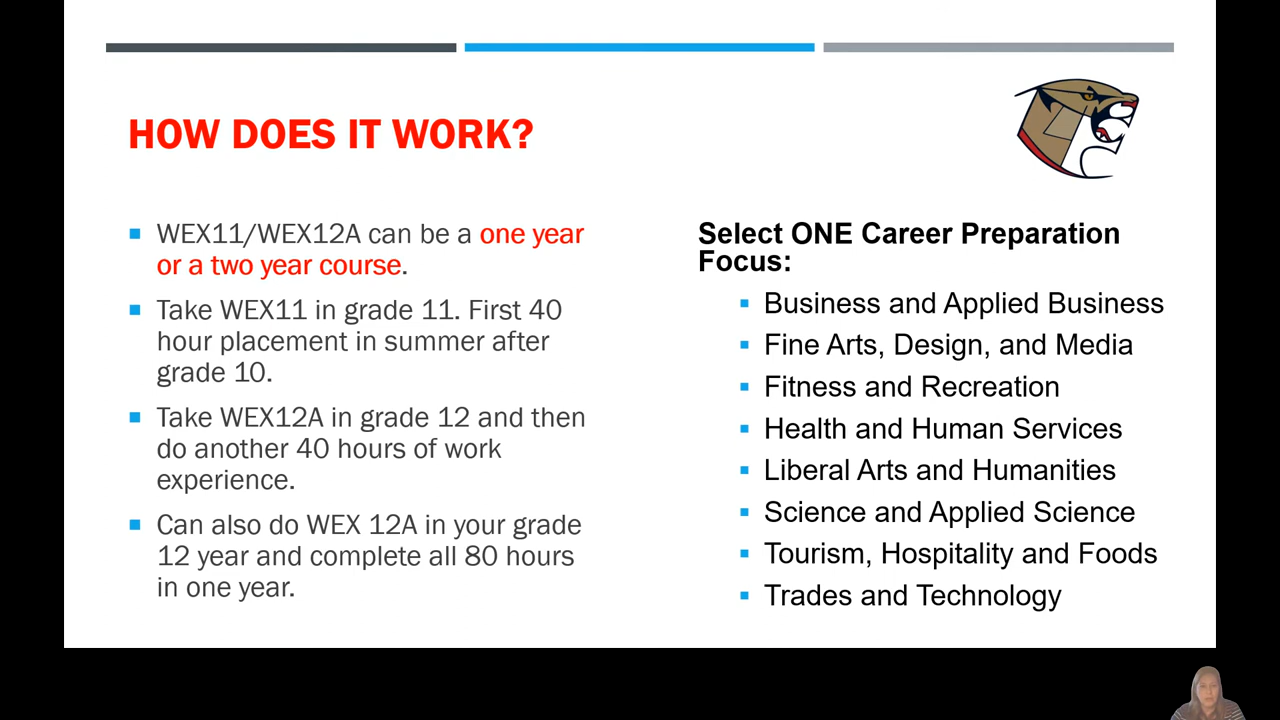 HOW DOES IT WORK?
WEX11/WEX12A can be a one year
or a two year course.
Take WEX11 in grade 11. First 40
hour placement in summer after
grade 10.
Take WEX12A in grade 12 and then
do another 40 hours of work
experience.
Can also do WEX 12A in your grade
12 year and complete all 80 hours
in one year.
Select ONE Career Preparation
Focus:
Business and Applied Business
Fine Arts, Design, and Media
Fitness and Recreation
Health and Human Services
Liberal Arts and Humanities
Science and Applied Science
Tourism, Hospitality and Foods
Trades and Technology